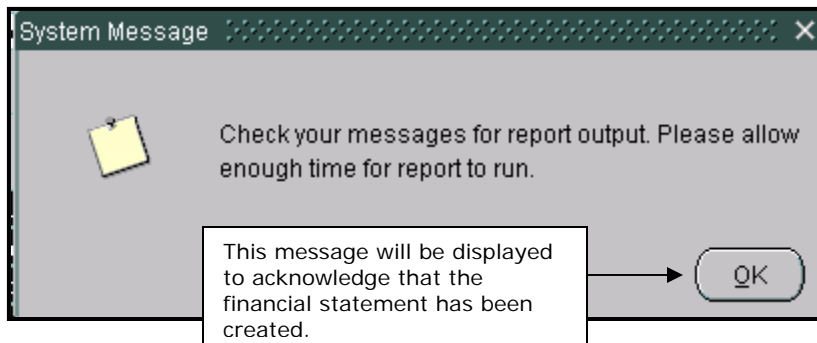 System Message
Check your messages for report output. Please allow
enough time for report to run.
This message will be displayed
to acknowledge that the
financial statement has been
created.
OK